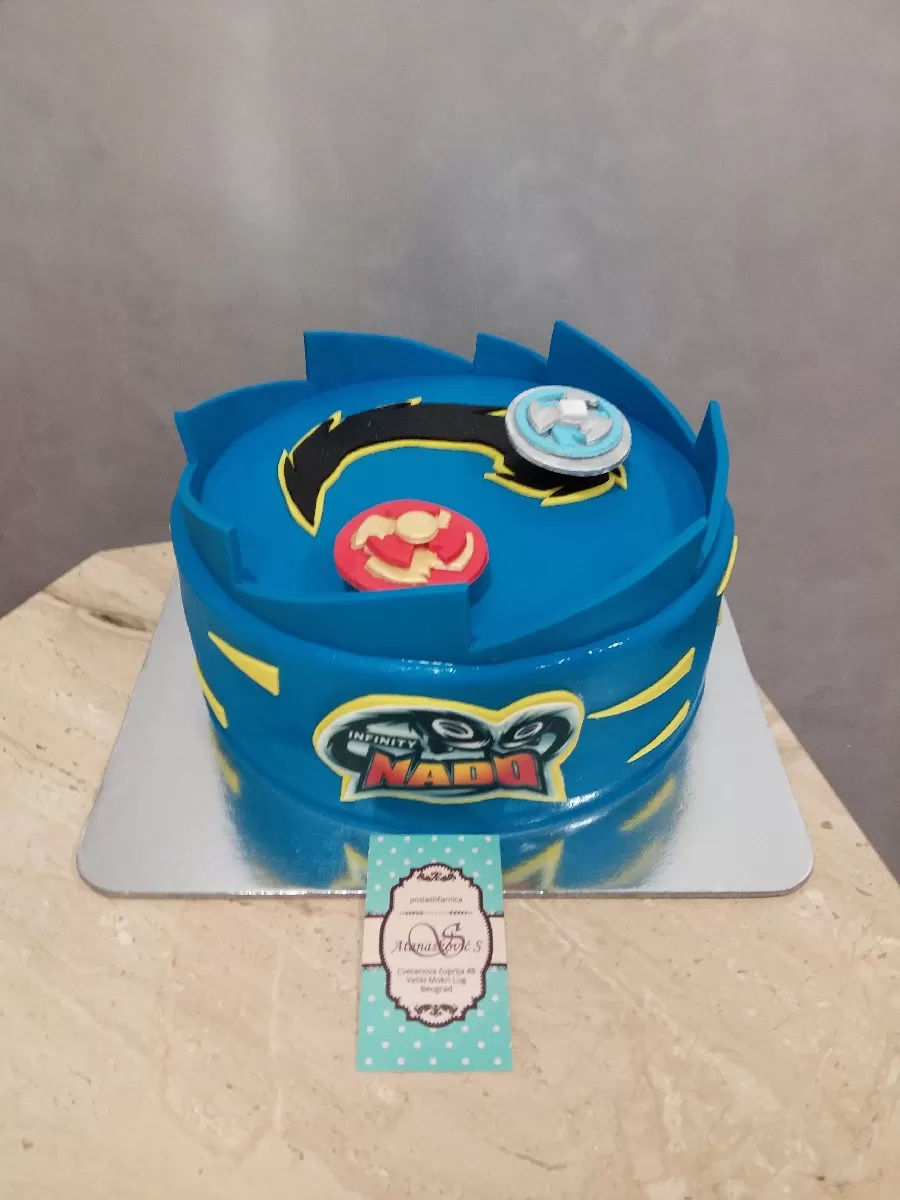 INFINITY
NADO
poslastičarnica
Atanasković S
Cvetanova ćuprija 48
Veliki Mokri Lug
Beograd